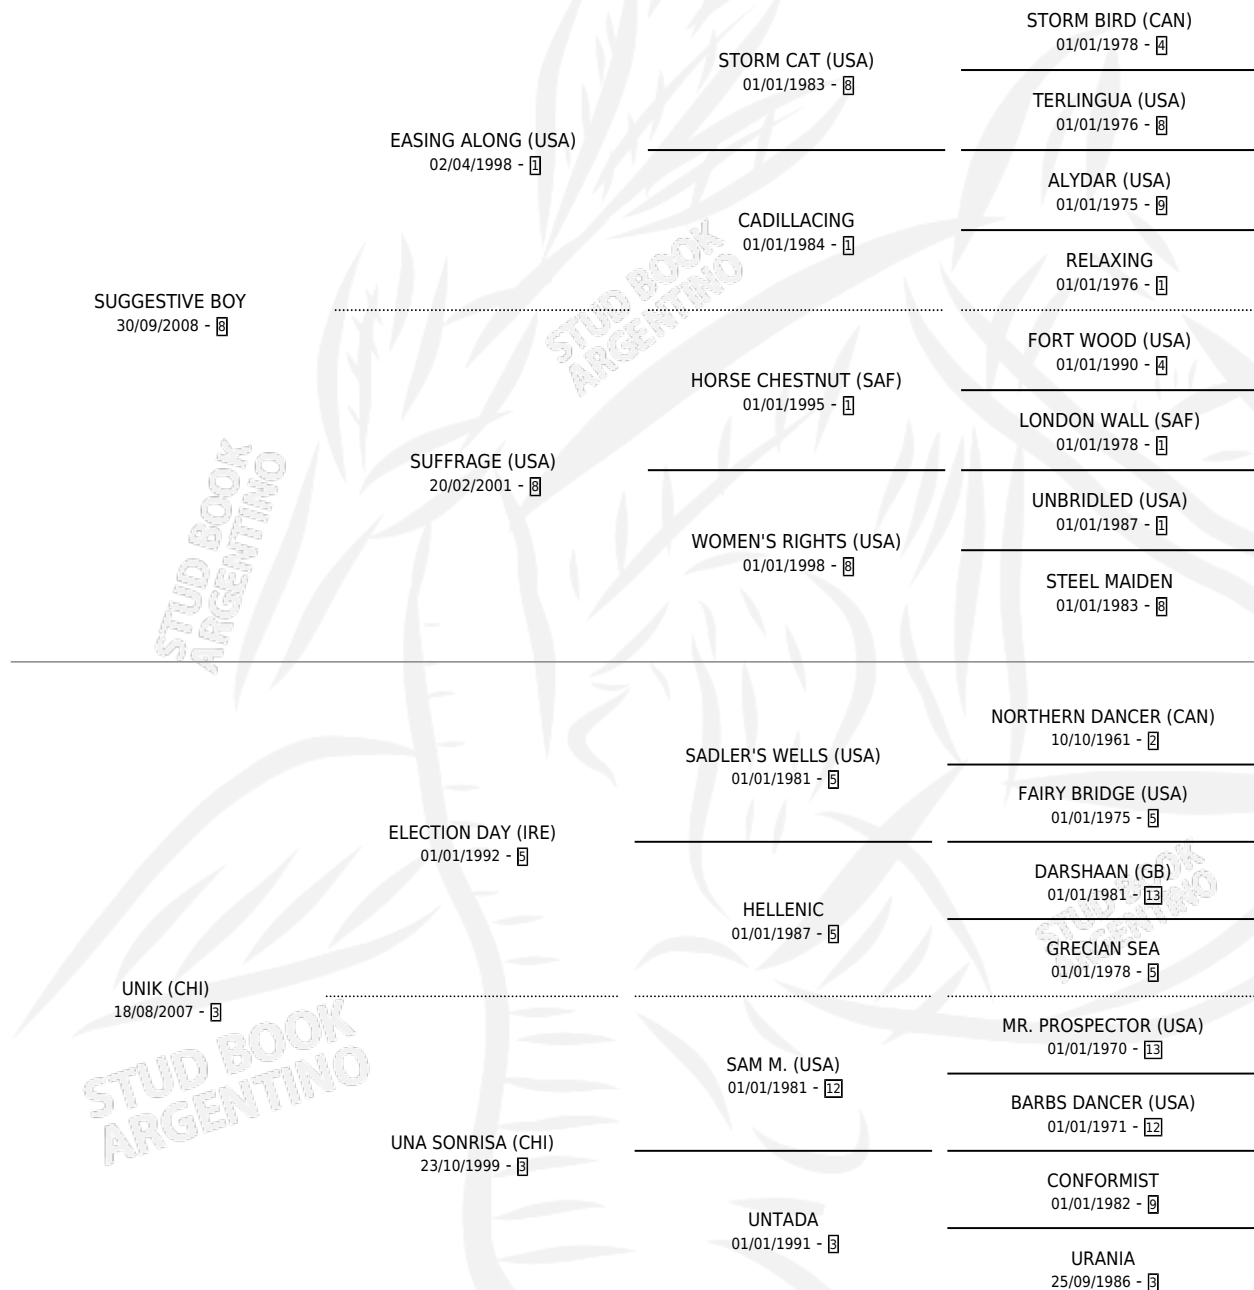 STORM BIRD (CAN)
01/01/1978 - 4
STORM CAT (USA)
01/01/1983 - 8
TERLINGUA (USA)
01/01/1976 - 8
EASING ALONG (USA)
02/04/1998 - 1
ALYDAR (USA)
01/01/1975 - 9
CADILLACING
01/01/1984 - 1
RELAXING
01/01/1976 - 1
SUGGESTIVE BOY
30/09/2008 - 8
STUD BOOK
ARGENTINO
FORT WOOD (USA)
01/01/1990 - 4
HORSE CHESTNUT (SAF)
01/01/1995 - 1
LONDON WALL (SAF)
01/01/1978 - 1
SUFFRAGE (USA)
20/02/2001 - 8
UNBRIDLED (USA)
01/01/1987 - 1
WOMEN'S RIGHTS (USA)
01/01/1998 - 8
STEEL MAIDEN
01/01/1983 - 8
STUD BOOK
ARGENTINO
NORTHERN DANCER (CAN)
10/10/1961 - 2
SADLER'S WELLS (USA)
01/01/1981 - 5
FAIRY BRIDGE (USA)
01/01/1975 - 5
ELECTION DAY (IRE)
01/01/1992 - 5
DARSHAAN (GB)
01/01/1981 - 13
STUD BOOK
ARGENTINO
HELLENIC
01/01/1987 - 5
GRECIAN SEA
01/01/1978 - 5
UNIK (CHI)
18/08/2007 - 3
STUD BOOK
ARGENTINO
MR. PROSPECTOR (USA)
01/01/1970 - 13
SAM M. (USA)
01/01/1981 - 12
BARBS DANCER (USA)
01/01/1971 - 12
UNA SONRISA (CHI)
23/10/1999 - 3
CONFORMIST
01/01/1982 - 9
UNTADA
01/01/1991 - 3
URANIA
25/09/1986 - 3